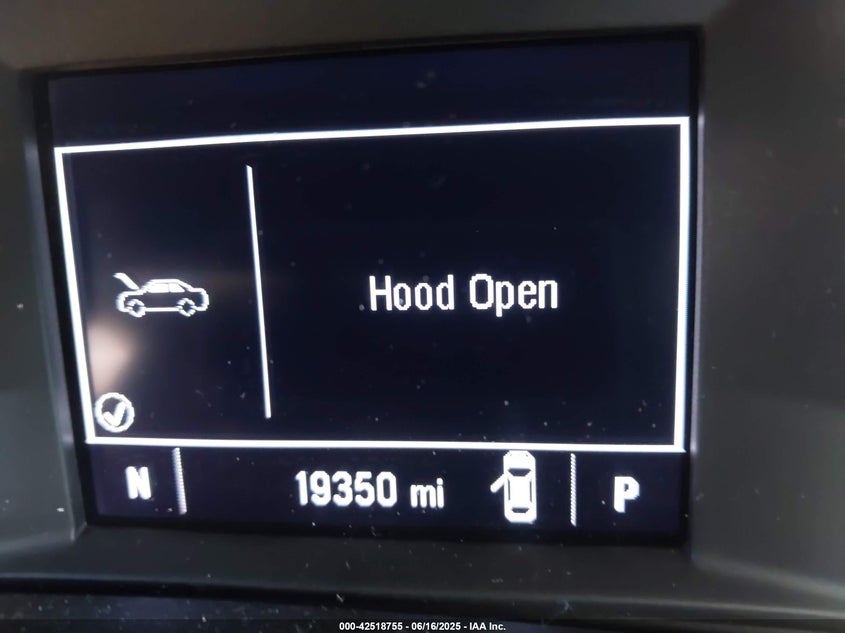 Hood Open
N
19350 mi
P
000-42518755 - 06/16/2025 - IAA Inc.